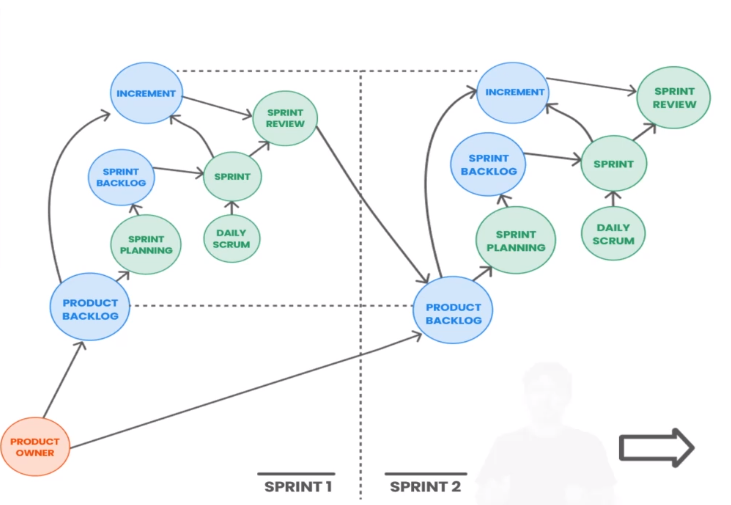 INCREMENT
SPRINT
REVIEW
SPRINT
BACKLOG
SPRINT
SPRINT
PLANNING
DAILY
SCRUM
PRODUCT
BACKLOG
PRODUCT
OWNER
SPRINT 1
INCREMENT
SPRINT
REVIEW
SPRINT
BACKLOG
SPRINT
SPRINT
PLANNING
DAILY
SCRUM
PRODUCT
BACKLOG
SPRINT 2